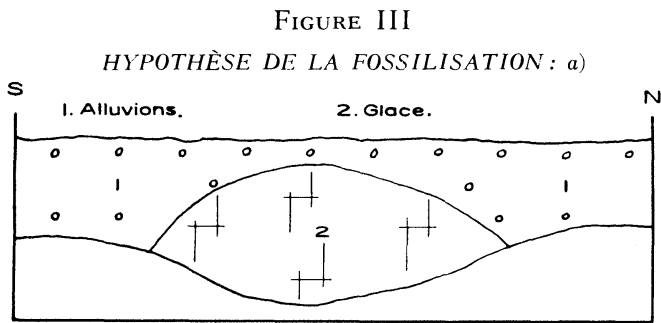 FIGURE III
HYPOTHÈSE DE LA FOSSILISATION : a)
S N
1. Alluvions. 2. Glace.
1 1
2